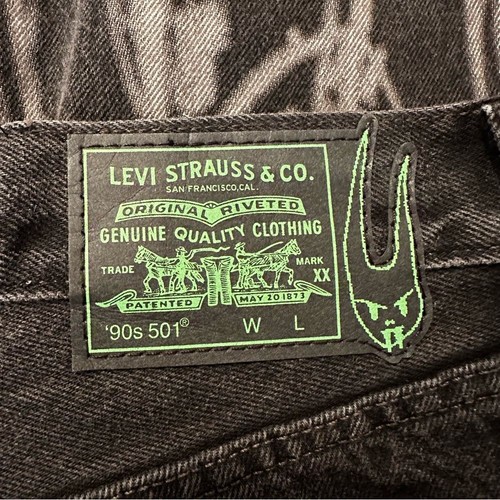 LEVI STRAUSS & CO.
SAN FRANCISCO, CAL.
ORIGINAL RIVETED
GENUINE QUALITY CLOTHING
TRADE MARK
XX
PATENTED MAY 20 1873
'90s 501® W L